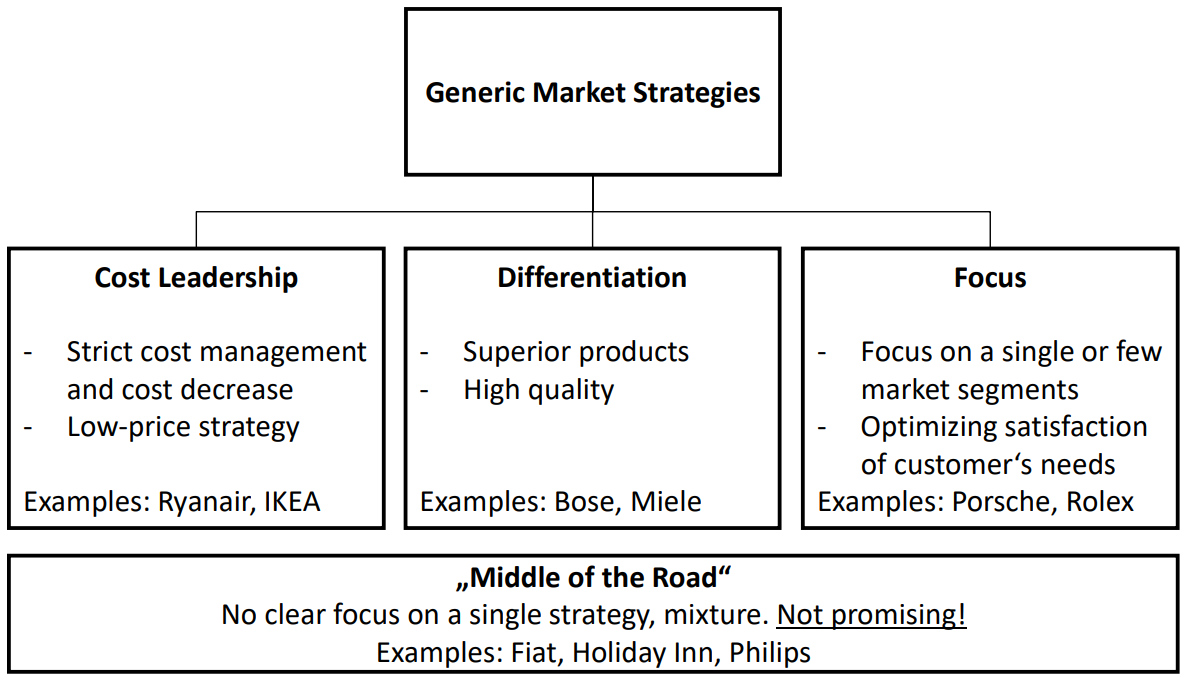 Generic Market Strategies
Cost Leadership
- Strict cost management
and cost decrease
- Low-price strategy
Examples: Ryanair, IKEA
Differentiation
- Superior products
- High quality
Examples: Bose, Miele
Focus
- Focus on a single or few
market segments
- Optimizing satisfaction
of customer‘s needs
Examples: Porsche, Rolex
„Middle of the Road“
No clear focus on a single strategy, mixture. Not promising!
Examples: Fiat, Holiday Inn, Philips